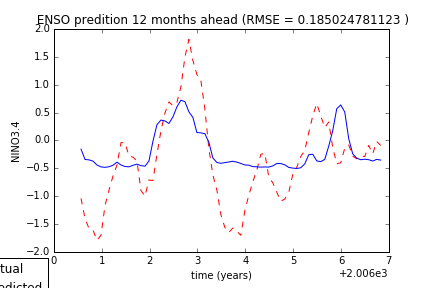 ENSO predition 12 months ahead (RMSE = 0.185024781123 )
2.0
1.5
1.0
0.5
0.0
−0.5
−1.0
−1.5
−2.0
NINO3.4
0 1 2 3 4 5 6 7
time (years)
+2.006e3
tual
edicted